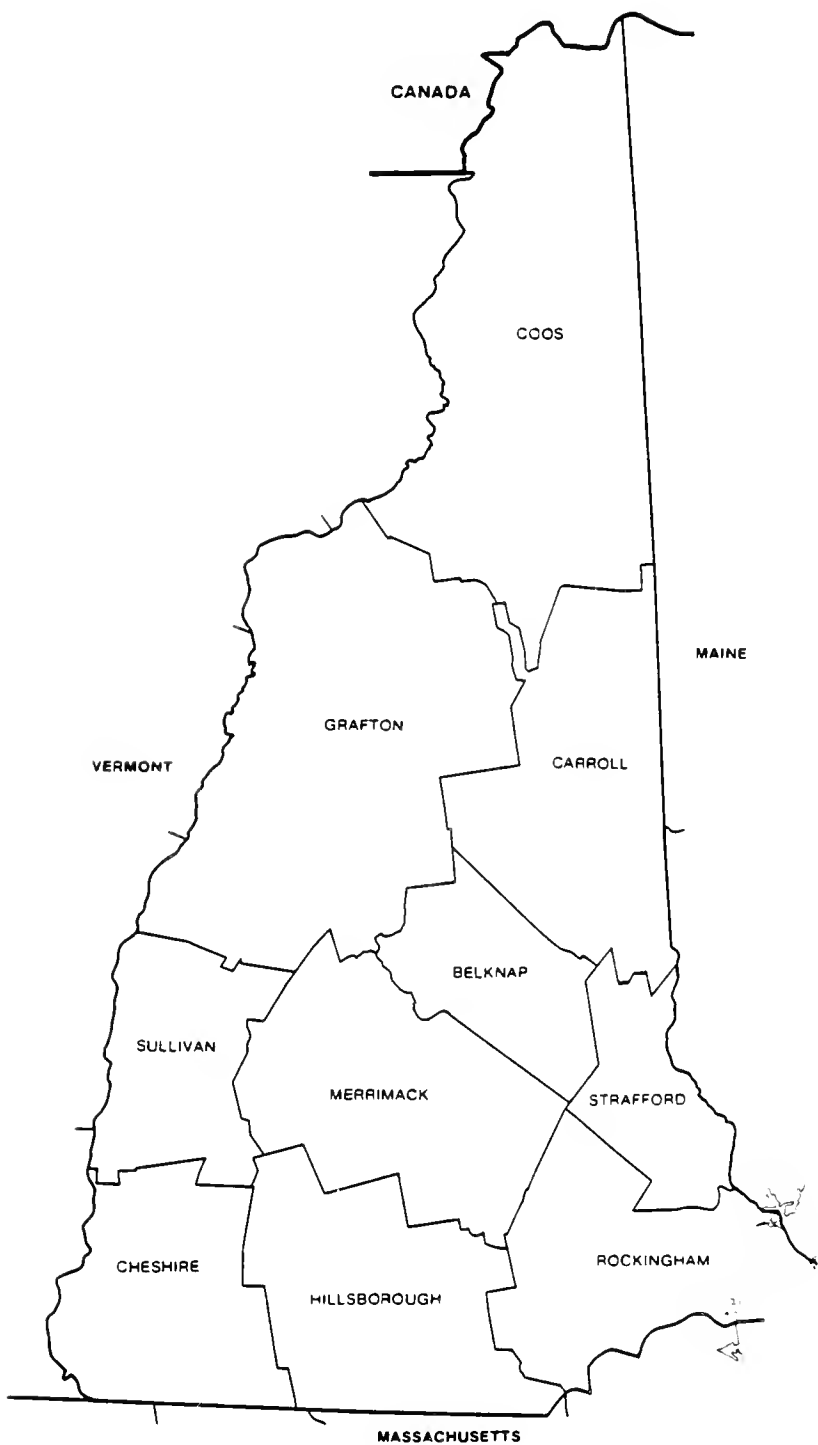 CANADA
COOS
MAINE
GRAFTON
VERMONT
CARROLL
BELKNAP
SULLIVAN
MERRIMACK
STRAFFORD
CHESHIRE
ROCKINGHAM
HILLSBOROUGH
MASSACHUSETTS